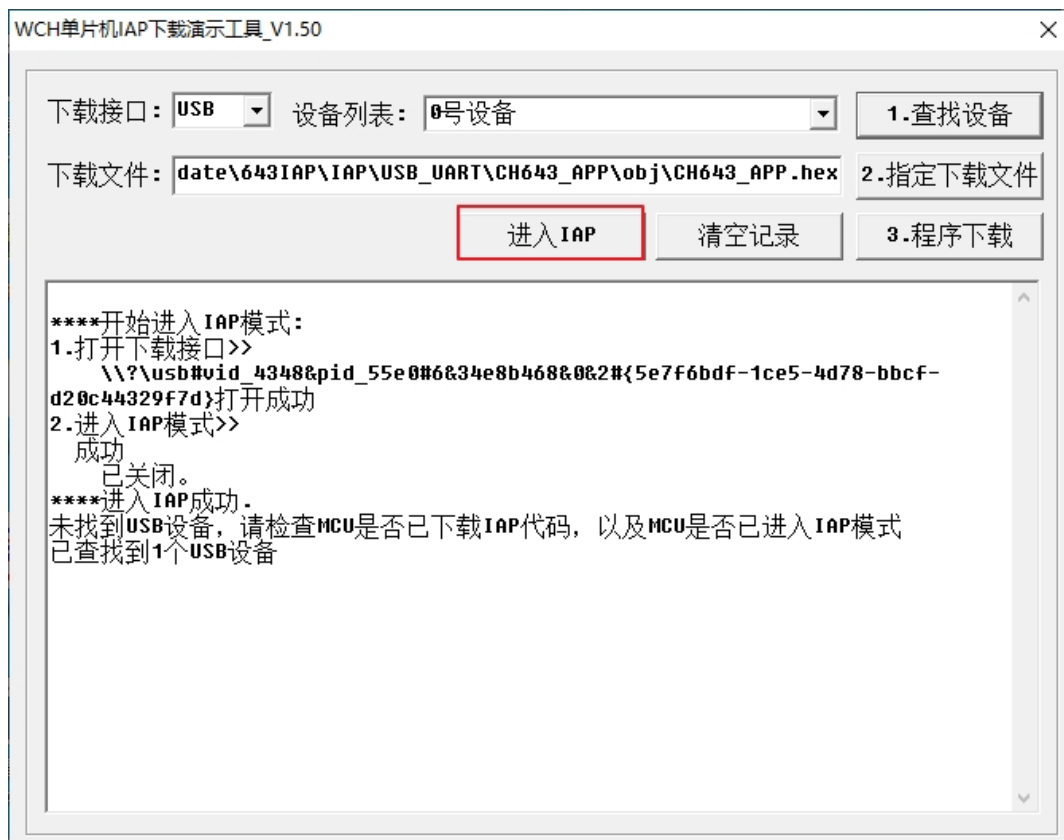 WCH单片机IAP下载演示工具_V1.50
下载接口: USB 设备列表: 0号设备 1.查找设备
下载文件: date\643IAP\IAP\USB_UART\CH643_APP\obj\CH643_APP.hex 2.指定下载文件
进入IAP 清空记录 3.程序下载
****开始进入IAP模式:
1.打开下载接口>>
\\?\usb#vid_4348&pid_55e0#6&34e8b468&0&2#{5e7f6bdf-1ce5-4d78-bbcf-
d20c44329f7d}打开成功
2.进入IAP模式>>
成功
已关闭。
****进入IAP成功.
未找到USB设备，请检查MCU是否已下载IAP代码，以及MCU是否已进入IAP模式
已查找到1个USB设备